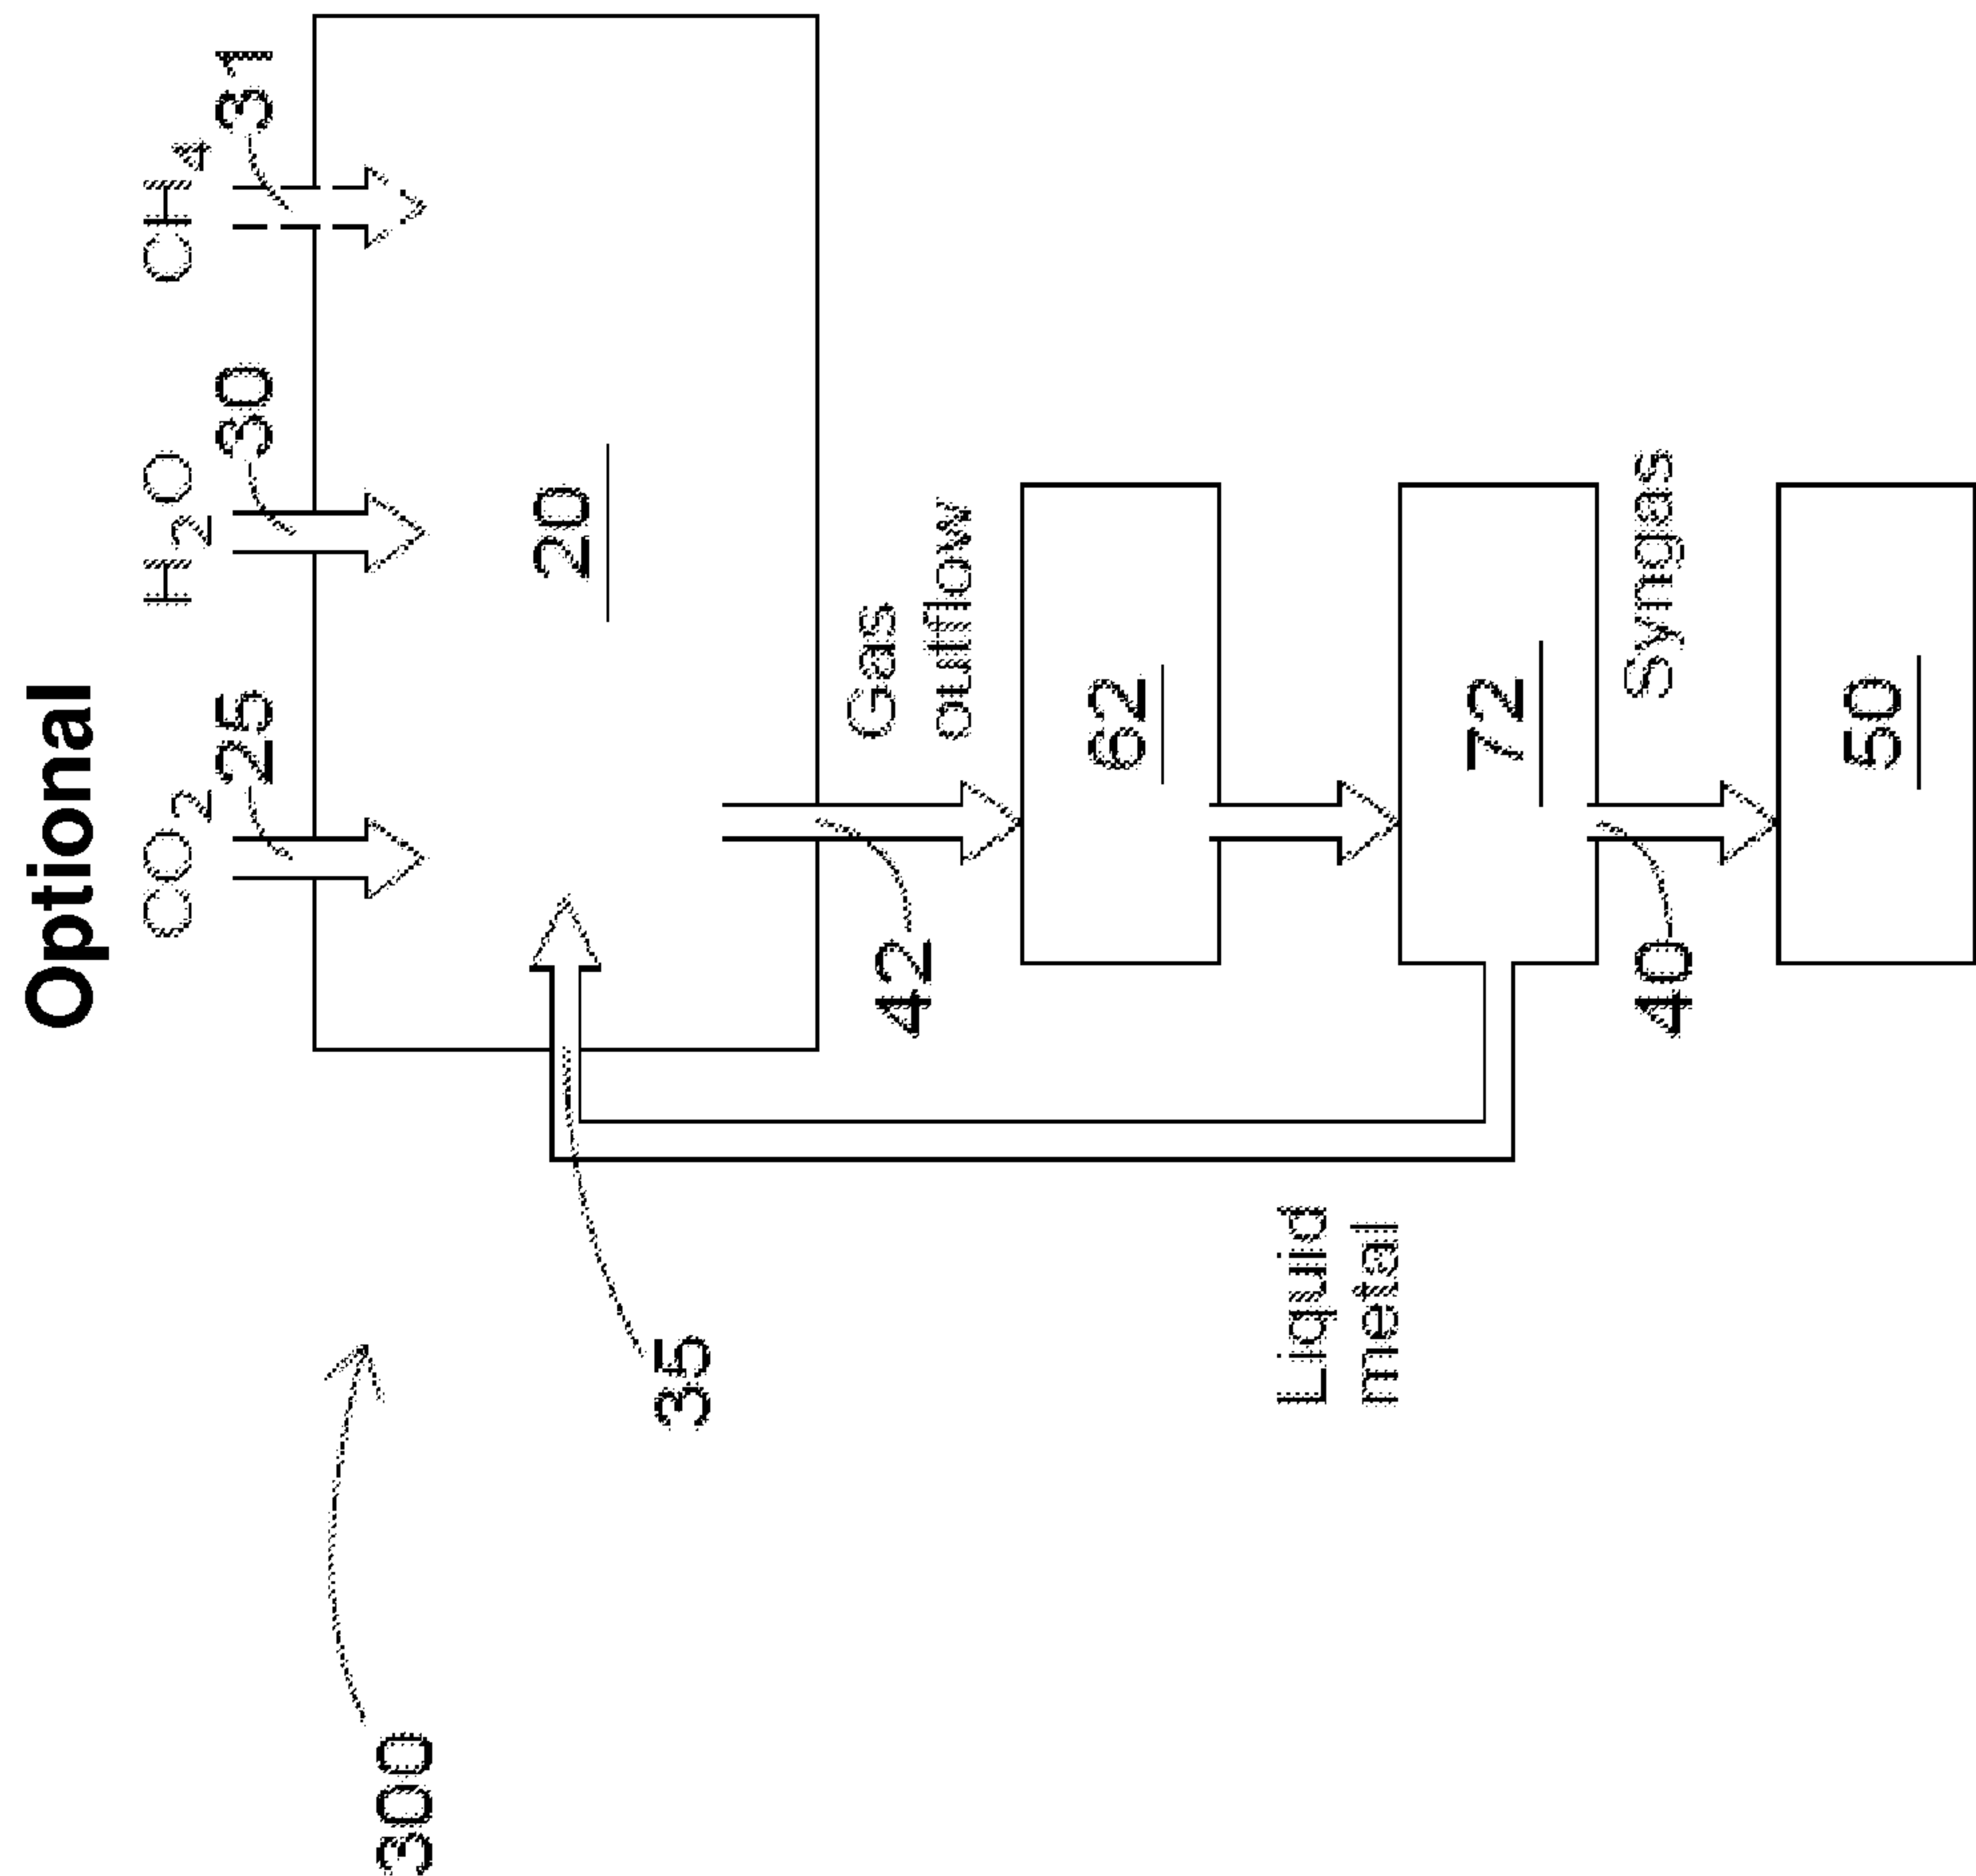 Optional
CO2
H2O
CH4
25
30
31
20
35
42
Gas
outflow
62
72
Liquid
metal
40
Syngas
50
300